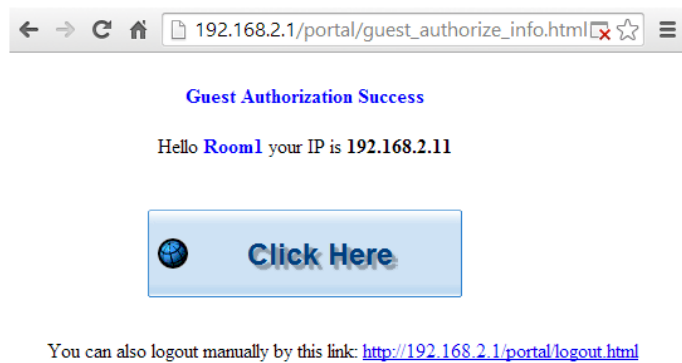 192.168.2.1/portal/guest_authorize_info.html
Guest Authorization Success
Hello Room1 your IP is 192.168.2.11
Click Here
You can also logout manually by this link: http://192.168.2.1/portal/logout.html